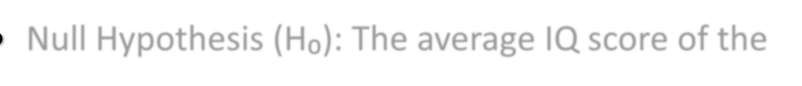 • Null Hypothesis (H₀): The average IQ score of the